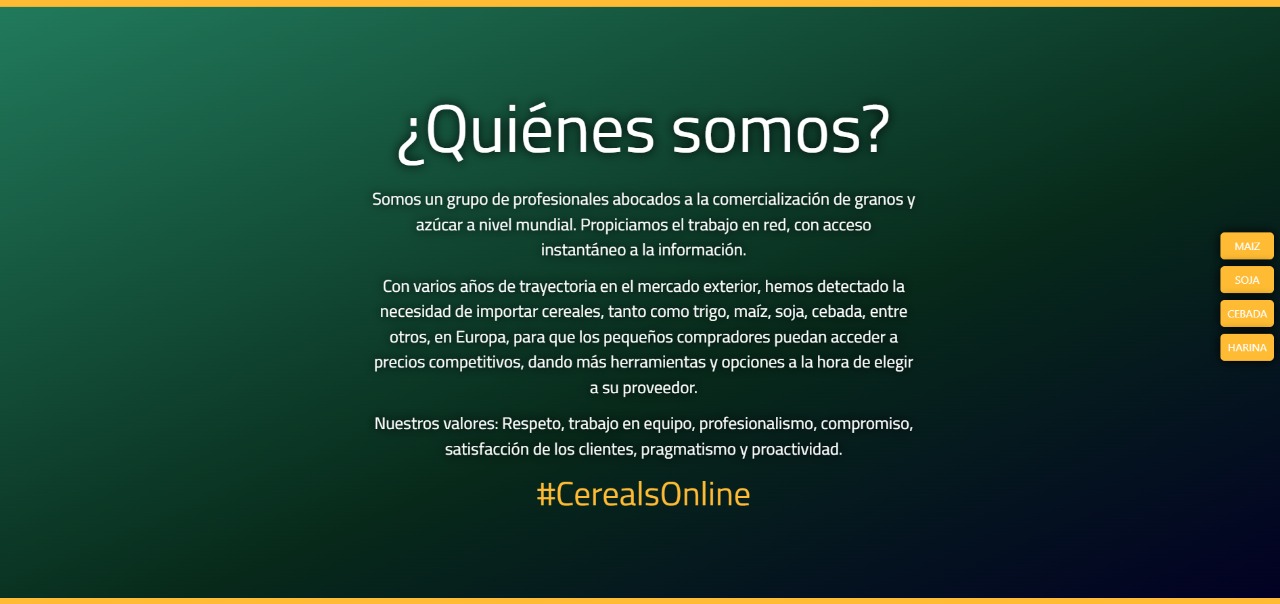 ¿Quiénes somos?
Somos un grupo de profesionales abocados a la comercialización de granos y
azúcar a nivel mundial. Propiciamos el trabajo en red, con acceso
instantáneo a la información.
Con varios años de trayectoria en el mercado exterior, hemos detectado la
necesidad de importar cereales, tanto como trigo, maíz, soja, cebada, entre
otros, en Europa, para que los pequeños compradores puedan acceder a
precios competitivos, dando más herramientas y opciones a la hora de elegir
a su proveedor.
Nuestros valores: Respeto, trabajo en equipo, profesionalismo, compromiso,
satisfacción de los clientes, pragmatismo y proactividad.
#CerealsOnline
MAIZ
SOJA
CEBADA
HARINA